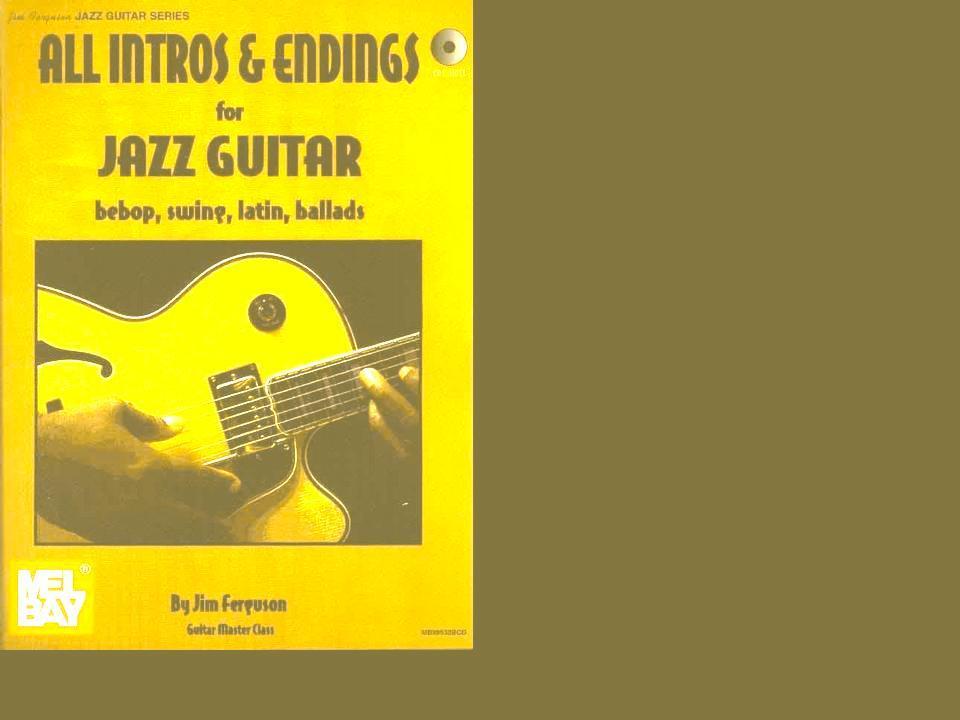 Jim Ferguson JAZZ GUITAR SERIES
ALL INTROS & ENDINGS
for
JAZZ GUITAR
bebop, swing, latin, ballads
MEL
BAY®
By Jim Ferguson
Guitar Master Class